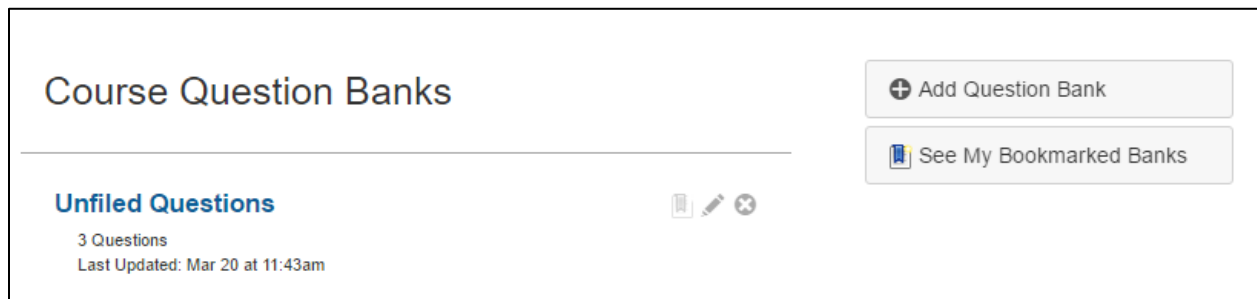 Course Question Banks
Add Question Bank
See My Bookmarked Banks
Unfiled Questions
3 Questions
Last Updated: Mar 20 at 11:43am